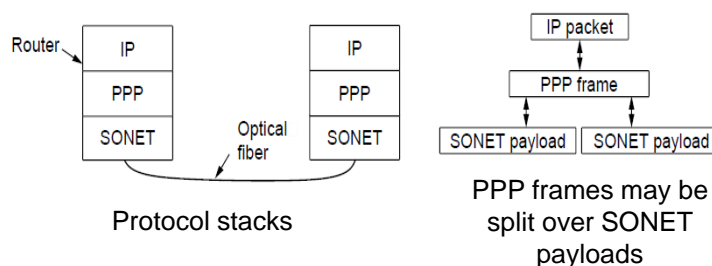 Router
IP
PPP
SONET
Optical
fiber
IP
PPP
SONET
Protocol stacks
IP packet
PPP frame
SONET payload
SONET payload
PPP frames may be
split over SONET
payloads